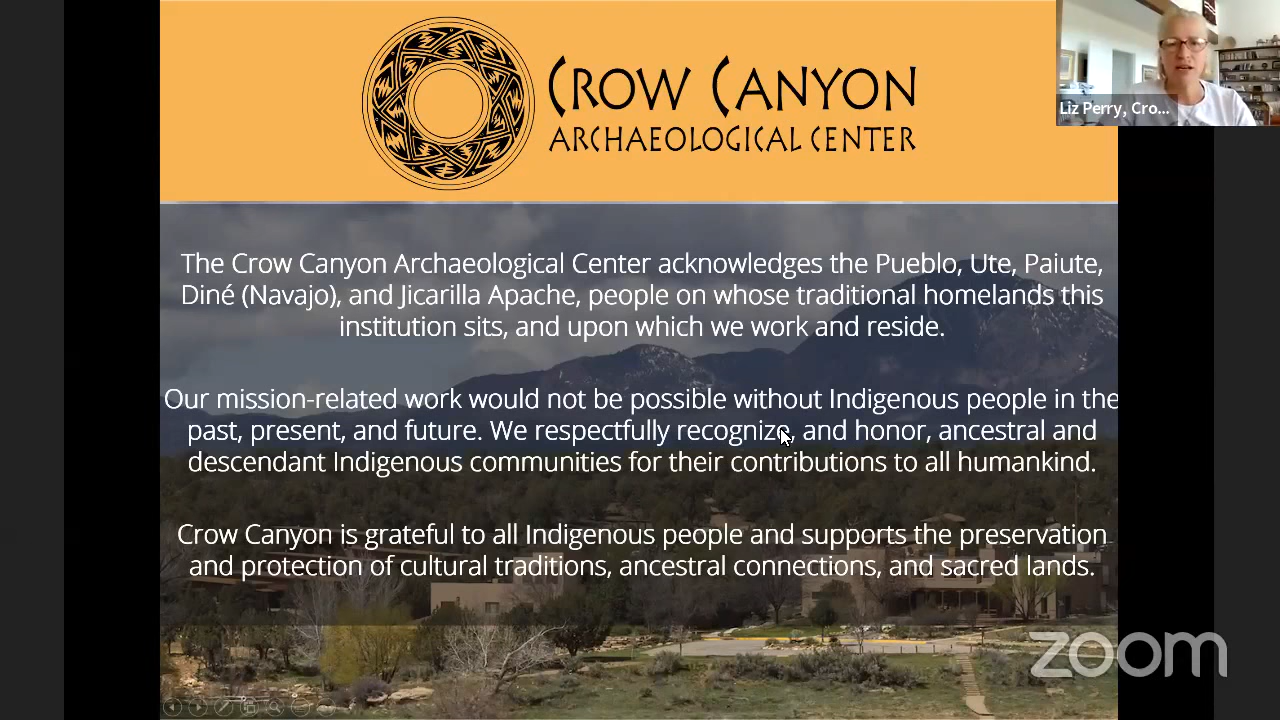 CROW CANYON
ARCHAEOLOGICAL CENTER
Liz Perry, Cro...
The Crow Canyon Archaeological Center acknowledges the Pueblo, Ute, Paiute,
Diné (Navajo), and Jicarilla Apache, people on whose traditional homelands this
institution sits, and upon which we work and reside.
Our mission-related work would not be possible without Indigenous people in the
past, present, and future. We respectfully recognize, and honor, ancestral and
descendant Indigenous communities for their contributions to all humankind.
Crow Canyon is grateful to all Indigenous people and supports the preservation
and protection of cultural traditions, ancestral connections, and sacred lands.
zoom